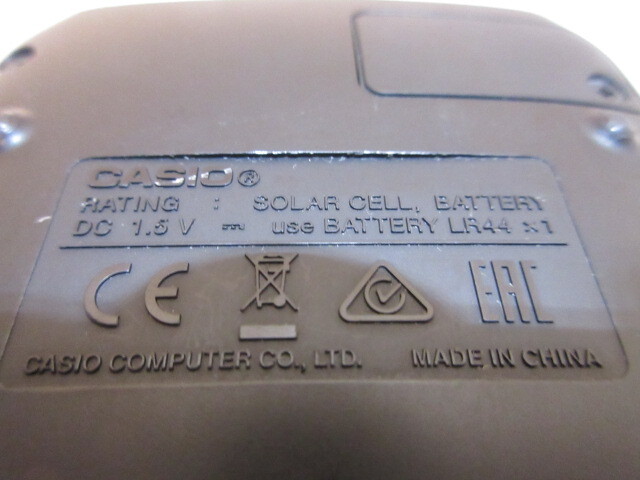 CASIO®
RATING : SOLAR CELL, BATTERY
DC 1.5 V ⎓ use BATTERY LR44 ×1
CE EAC
CASIO COMPUTER CO., LTD. MADE IN CHINA